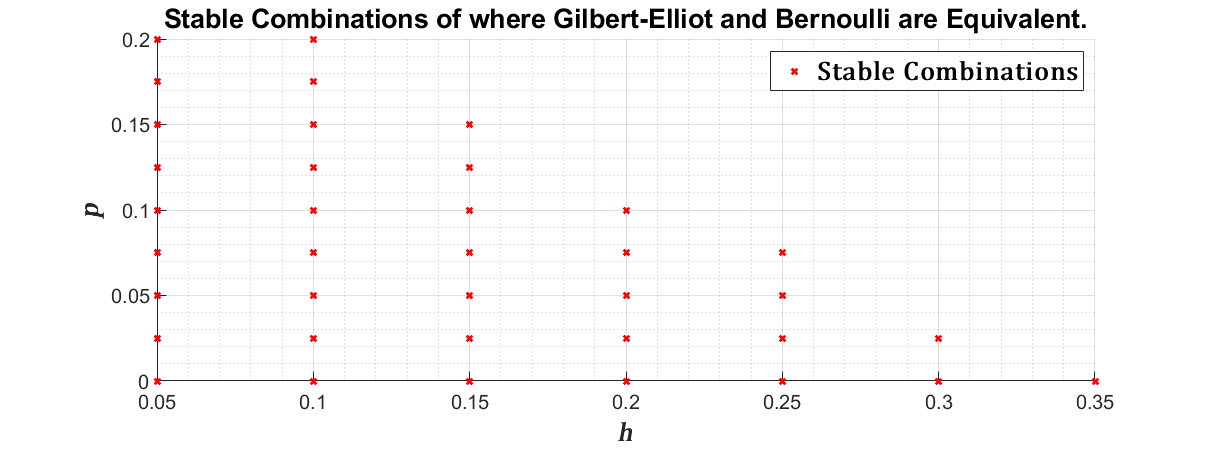 Stable Combinations of where Gilbert-Elliot and Bernoulli are Equivalent.
Stable Combinations
0.2
0.15
0.1
0.05
0
p
0.05 0.1 0.15 0.2 0.25 0.3 0.35
h